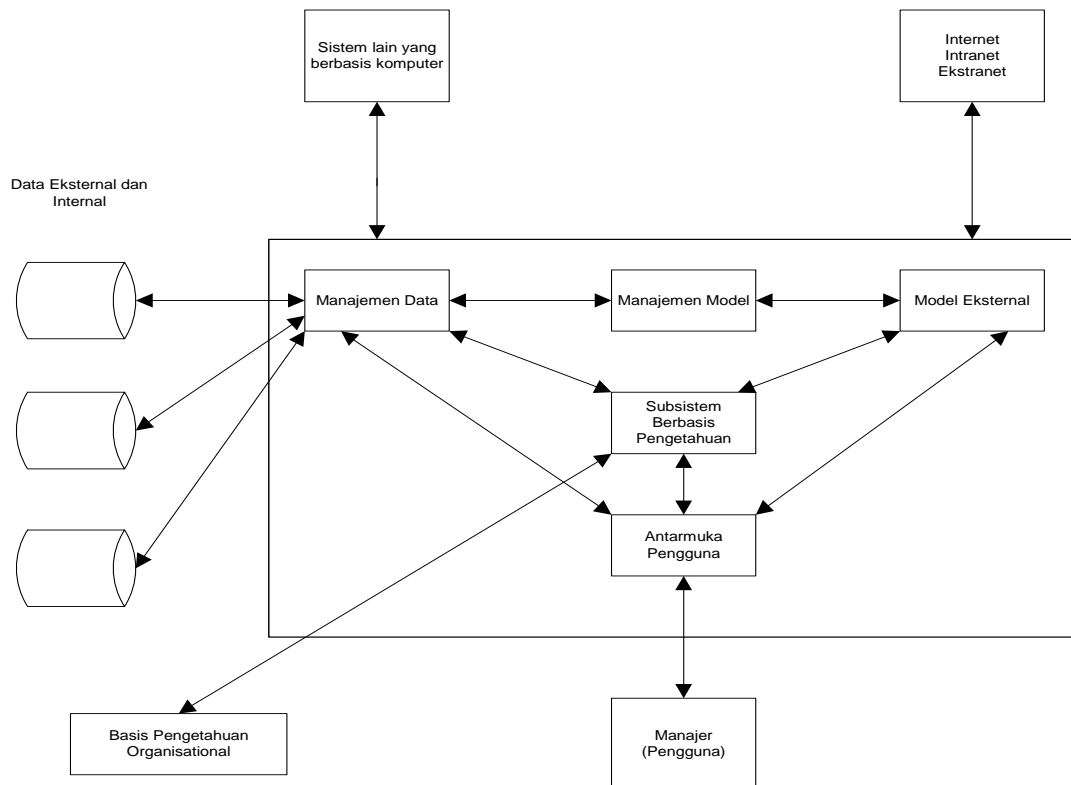 Sistem lain yang
berbasis komputer
Internet
Intranet
Ekstranet
Data Eksternal dan
Internal
Manajemen Data
Manajemen Model
Model Eksternal
Subsistem
Berbasis
Pengetahuan
Antarmuka
Pengguna
Basis Pengetahuan
Organisational
Manajer
(Pengguna)